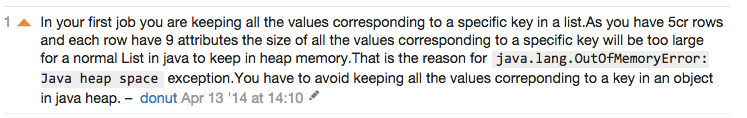 1 In your first job you are keeping all the values corresponding to a specific key in a list.As you have 5cr rows
and each row have 9 attributes the size of all the values corresponding to a specific key will be too large
for a normal List in java to keep in heap memory.That is the reason for java.lang.OutOfMemoryError:
Java heap space exception.You have to avoid keeping all the values correponding to a key in an object
in java heap. – donut Apr 13 '14 at 14:10